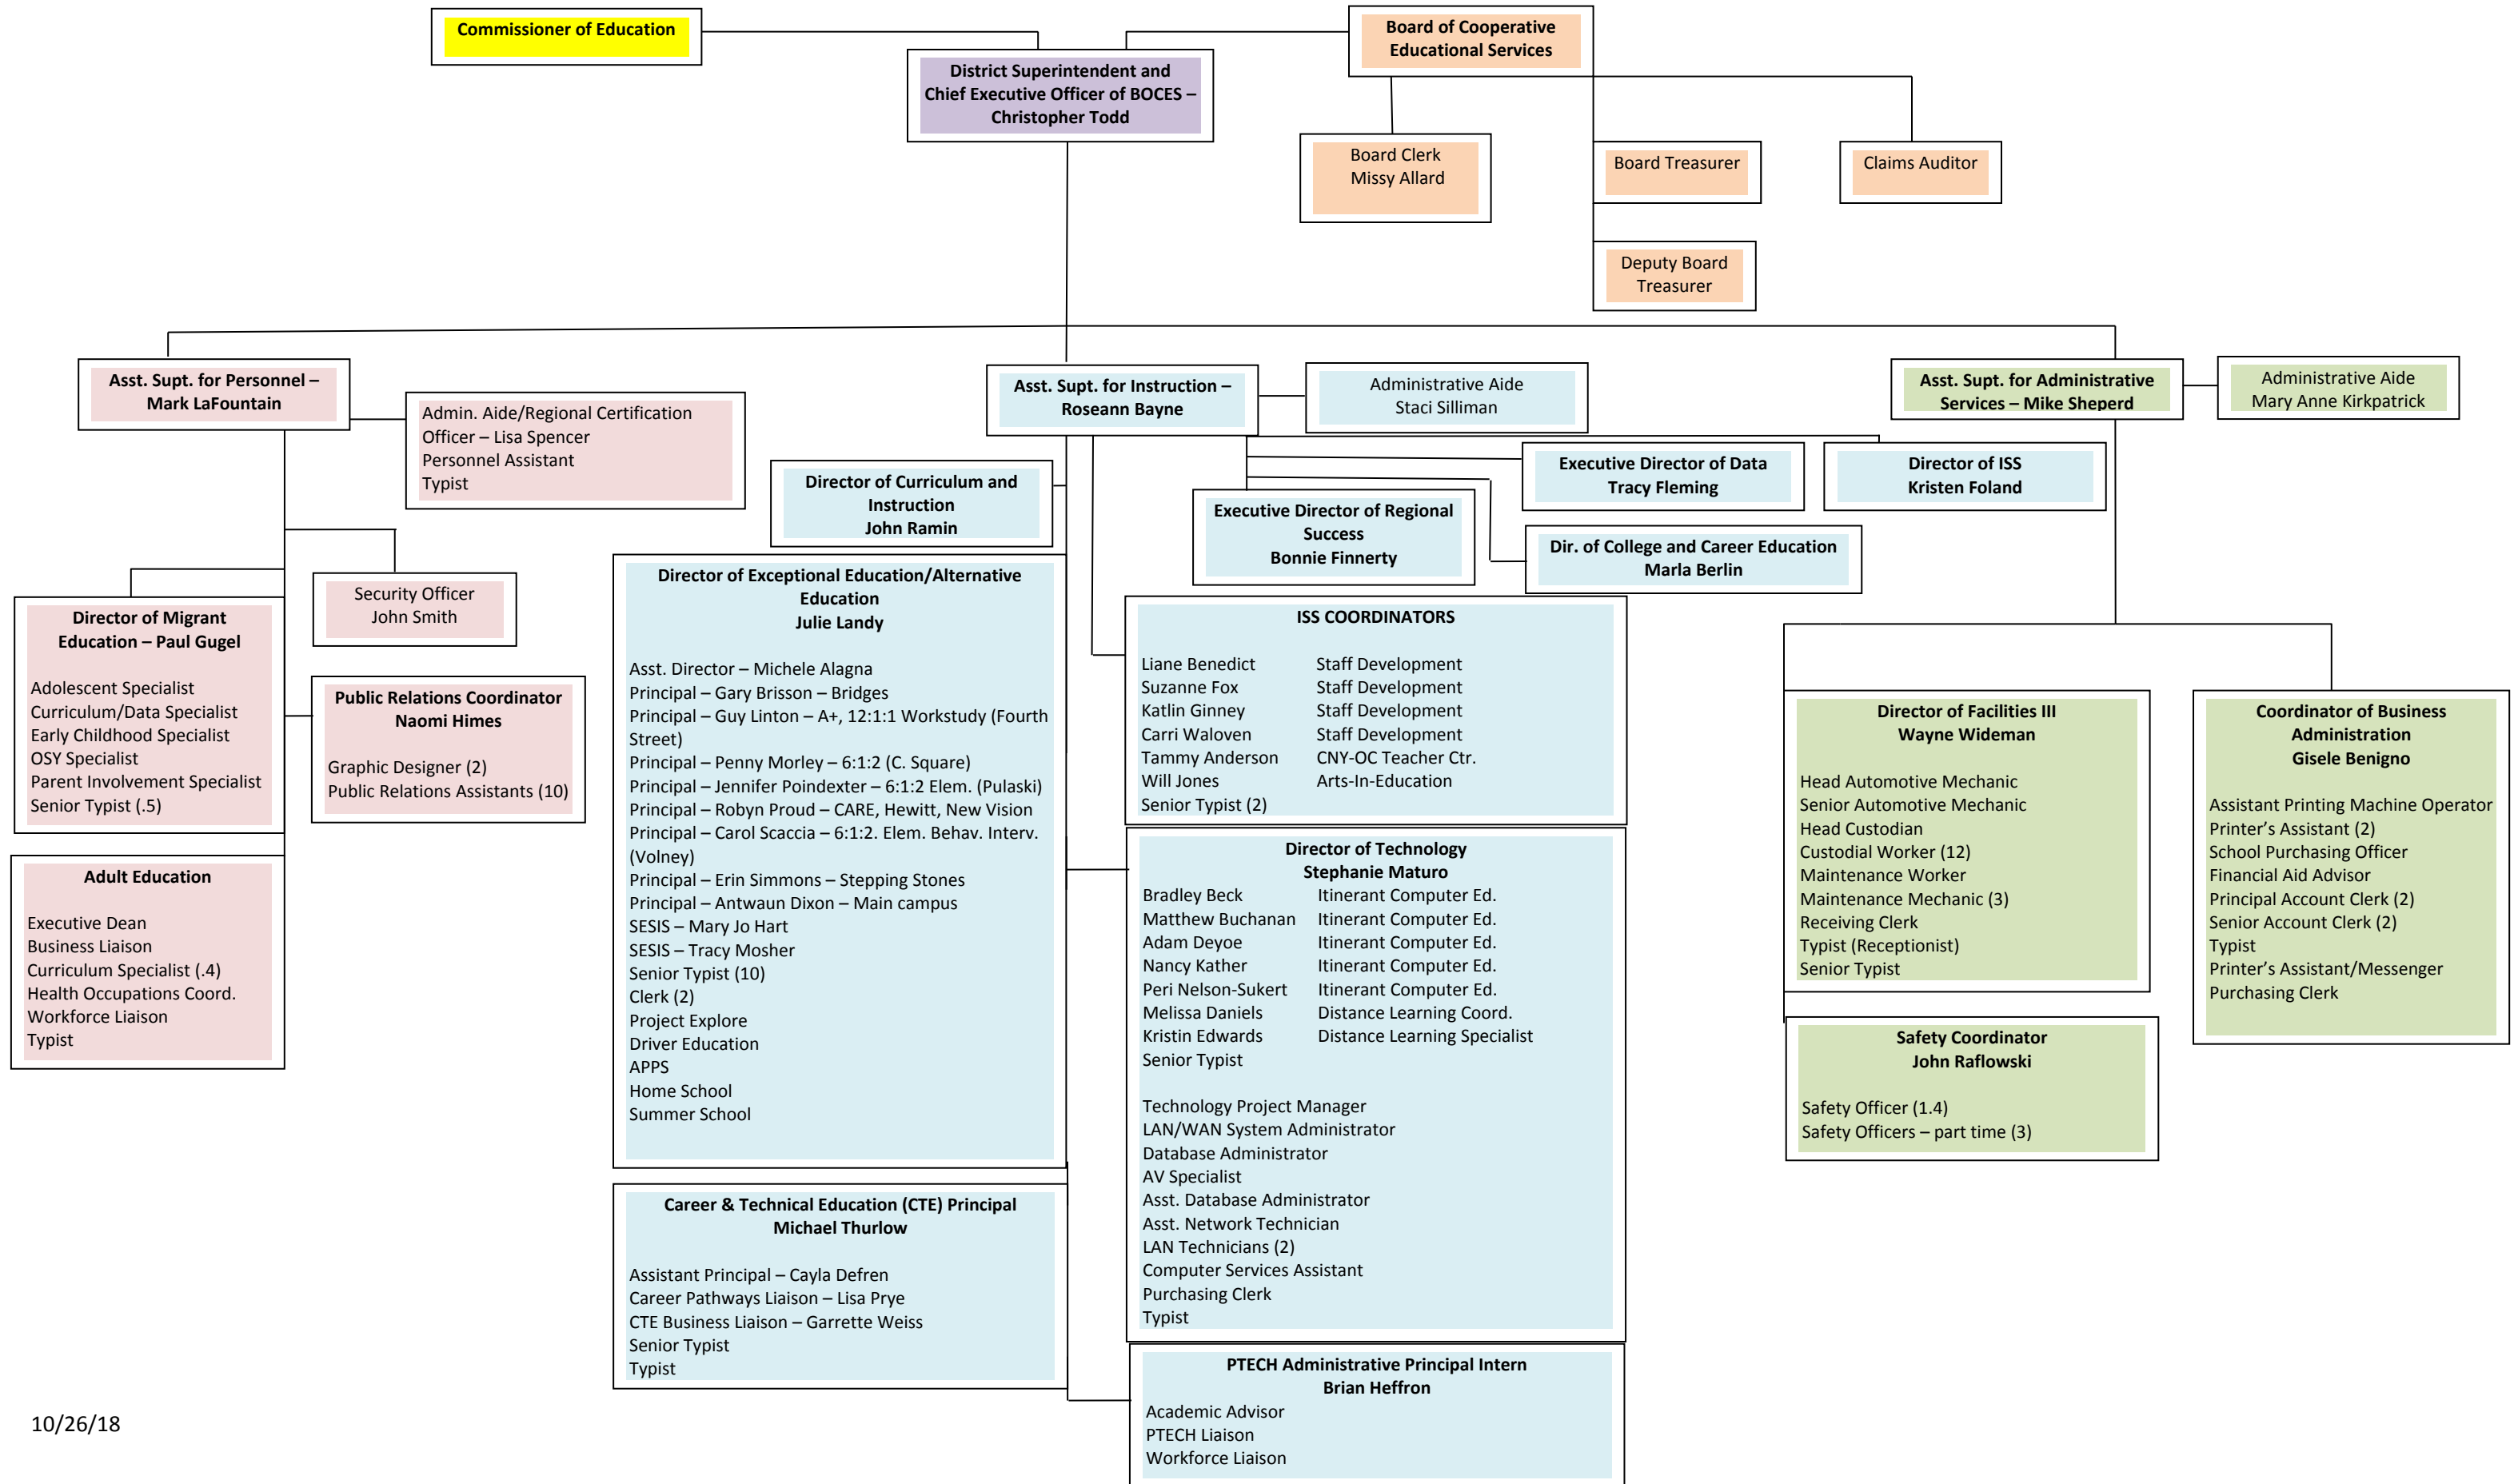 Commissioner of Education
Board of Cooperative
Educational Services
District Superintendent and
Chief Executive Officer of BOCES –
Christopher Todd
Board Clerk
Missy Allard
Board Treasurer
Claims Auditor
Deputy Board
Treasurer
Asst. Supt. for Personnel –
Mark LaFountain
Admin. Aide/Regional Certification
Officer – Lisa Spencer
Personnel Assistant
Typist
Security Officer
John Smith
Director of Migrant
Education – Paul Gugel
Adolescent Specialist
Curriculum/Data Specialist
Early Childhood Specialist
OSY Specialist
Parent Involvement Specialist
Senior Typist (.5)
Public Relations Coordinator
Naomi Himes
Graphic Designer (2)
Public Relations Assistants (10)
Adult Education
Executive Dean
Business Liaison
Curriculum Specialist (.4)
Health Occupations Coord.
Workforce Liaison
Typist
Asst. Supt. for Instruction –
Roseann Bayne
Administrative Aide
Staci Silliman
Director of Curriculum and
Instruction
John Ramin
Executive Director of Regional
Success
Bonnie Finnerty
Executive Director of Data
Tracy Fleming
Director of ISS
Kristen Foland
Dir. of College and Career Education
Marla Berlin
Director of Exceptional Education/Alternative
Education
Julie Landy
Asst. Director – Michele Alagna
Principal – Gary Brisson – Bridges
Principal – Guy Linton – A+, 12:1:1 Workstudy (Fourth
Street)
Principal – Penny Morley – 6:1:2 (C. Square)
Principal – Jennifer Poindexter – 6:1:2 Elem. (Pulaski)
Principal – Robyn Proud – CARE, Hewitt, New Vision
Principal – Carol Scaccia – 6:1:2. Elem. Behav. Interv.
(Volney)
Principal – Erin Simmons – Stepping Stones
Principal – Antwaun Dixon – Main campus
SESIS – Mary Jo Hart
SESIS – Tracy Mosher
Senior Typist (10)
Clerk (2)
Project Explore
Driver Education
APPS
Home School
Summer School
Career & Technical Education (CTE) Principal
Michael Thurlow
Assistant Principal – Cayla Defren
Career Pathways Liaison – Lisa Prye
CTE Business Liaison – Garrette Weiss
Senior Typist
Typist
ISS COORDINATORS
Liane Benedict Staff Development
Suzanne Fox Staff Development
Katlin Ginney Staff Development
Carri Waloven Staff Development
Tammy Anderson CNY-OC Teacher Ctr.
Will Jones Arts-In-Education
Senior Typist (2)
Director of Technology
Stephanie Maturo
Bradley Beck Itinerant Computer Ed.
Matthew Buchanan Itinerant Computer Ed.
Adam Deyoe Itinerant Computer Ed.
Nancy Kather Itinerant Computer Ed.
Peri Nelson-Sukert Itinerant Computer Ed.
Melissa Daniels Distance Learning Coord.
Kristin Edwards Distance Learning Specialist
Senior Typist
Technology Project Manager
LAN/WAN System Administrator
Database Administrator
AV Specialist
Asst. Database Administrator
Asst. Network Technician
LAN Technicians (2)
Computer Services Assistant
Purchasing Clerk
Typist
PTECH Administrative Principal Intern
Brian Heffron
Academic Advisor
PTECH Liaison
Workforce Liaison
Asst. Supt. for Administrative
Services – Mike Sheperd
Administrative Aide
Mary Anne Kirkpatrick
Director of Facilities III
Wayne Wideman
Head Automotive Mechanic
Senior Automotive Mechanic
Head Custodian
Custodial Worker (12)
Maintenance Worker
Maintenance Mechanic (3)
Receiving Clerk
Typist (Receptionist)
Senior Typist
Coordinator of Business
Administration
Gisele Benigno
Assistant Printing Machine Operator
Printer’s Assistant (2)
School Purchasing Officer
Financial Aid Advisor
Principal Account Clerk (2)
Senior Account Clerk (2)
Typist
Printer’s Assistant/Messenger
Purchasing Clerk
Safety Coordinator
John Raflowski
Safety Officer (1.4)
Safety Officers – part time (3)
10/26/18